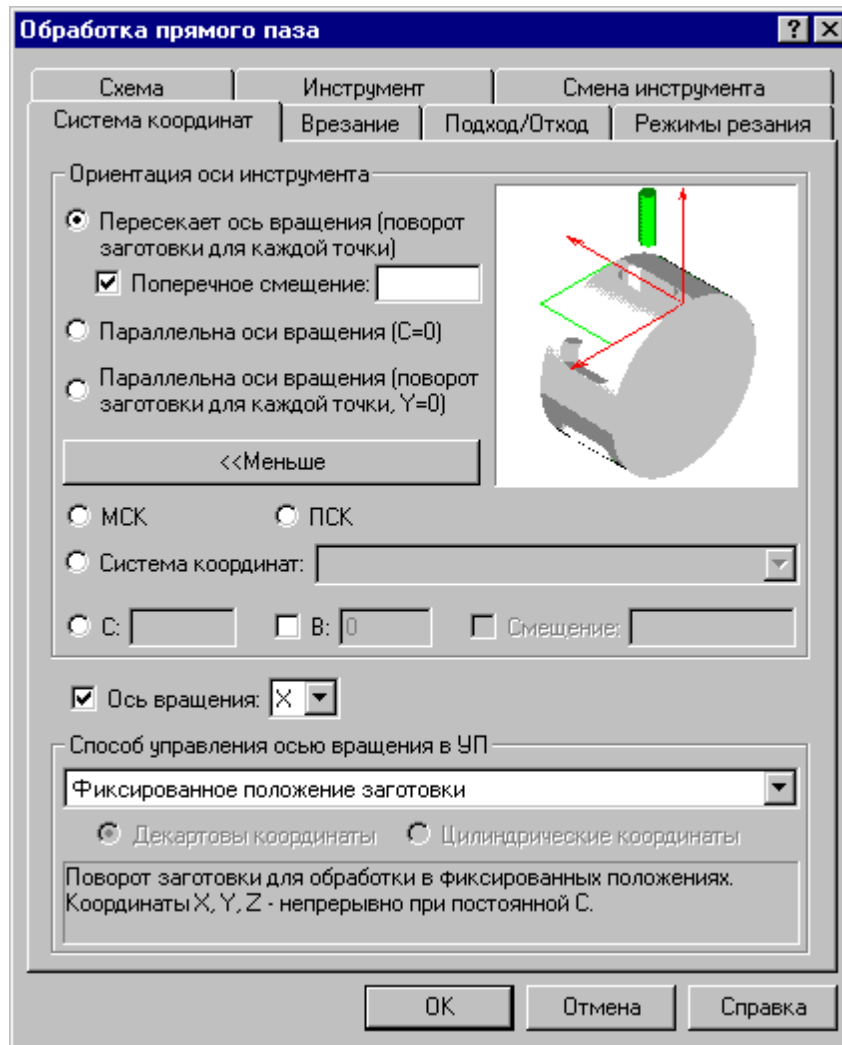 Обработка прямого паза
Схема
Инструмент
Смена инструмента
Система координат
Врезание
Подход/Отход
Режимы резания
Ориентация оси инструмента
Пересекает ось вращения (поворот
заготовки для каждой точки)
Поперечное смещение:
Параллельна оси вращения (C=0)
Параллельна оси вращения (поворот
заготовки для каждой точки, Y=0)
<<Меньше
МСК
ПСК
Система координат:
C:
B: 0
Смещение:
Ось вращения: X
Способ управления осью вращения в УП
Фиксированное положение заготовки
Декартовы координаты
Цилиндрические координаты
Поворот заготовки для обработки в фиксированных положениях.
Координаты X, Y, Z - непрерывно при постоянной C.
OK
Отмена
Справка